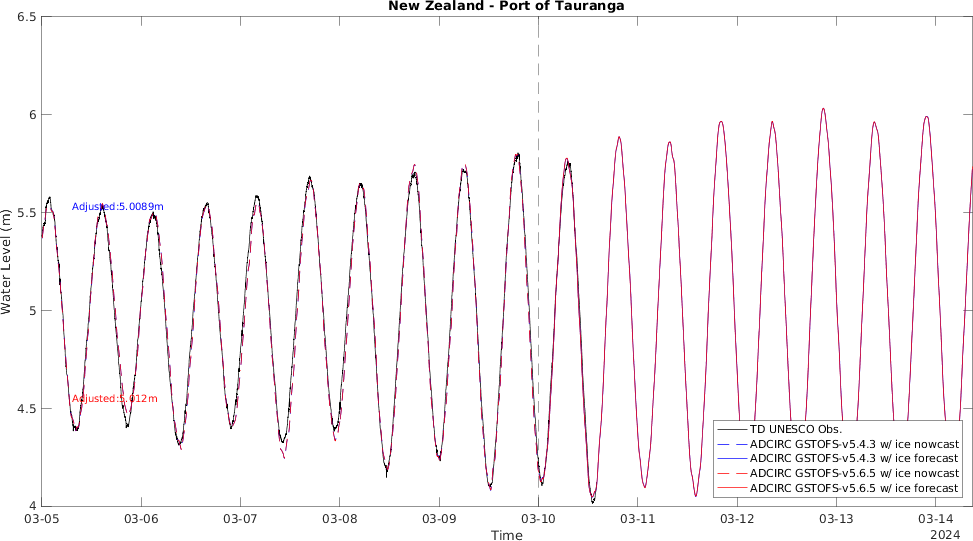 New Zealand - Port of Tauranga
6.5
6
5.5
5
4.5
4
Water Level (m)
Adjusted:5.0089m
Adjusted:5.012m
TD UNESCO Obs.
ADCIRC GSTOFS-v5.4.3 w/ ice nowcast
ADCIRC GSTOFS-v5.4.3 w/ ice forecast
ADCIRC GSTOFS-v5.6.5 w/ ice nowcast
ADCIRC GSTOFS-v5.6.5 w/ ice forecast
03-05 03-06 03-07 03-08 03-09 03-10 03-11 03-12 03-13 03-14
2024
Time